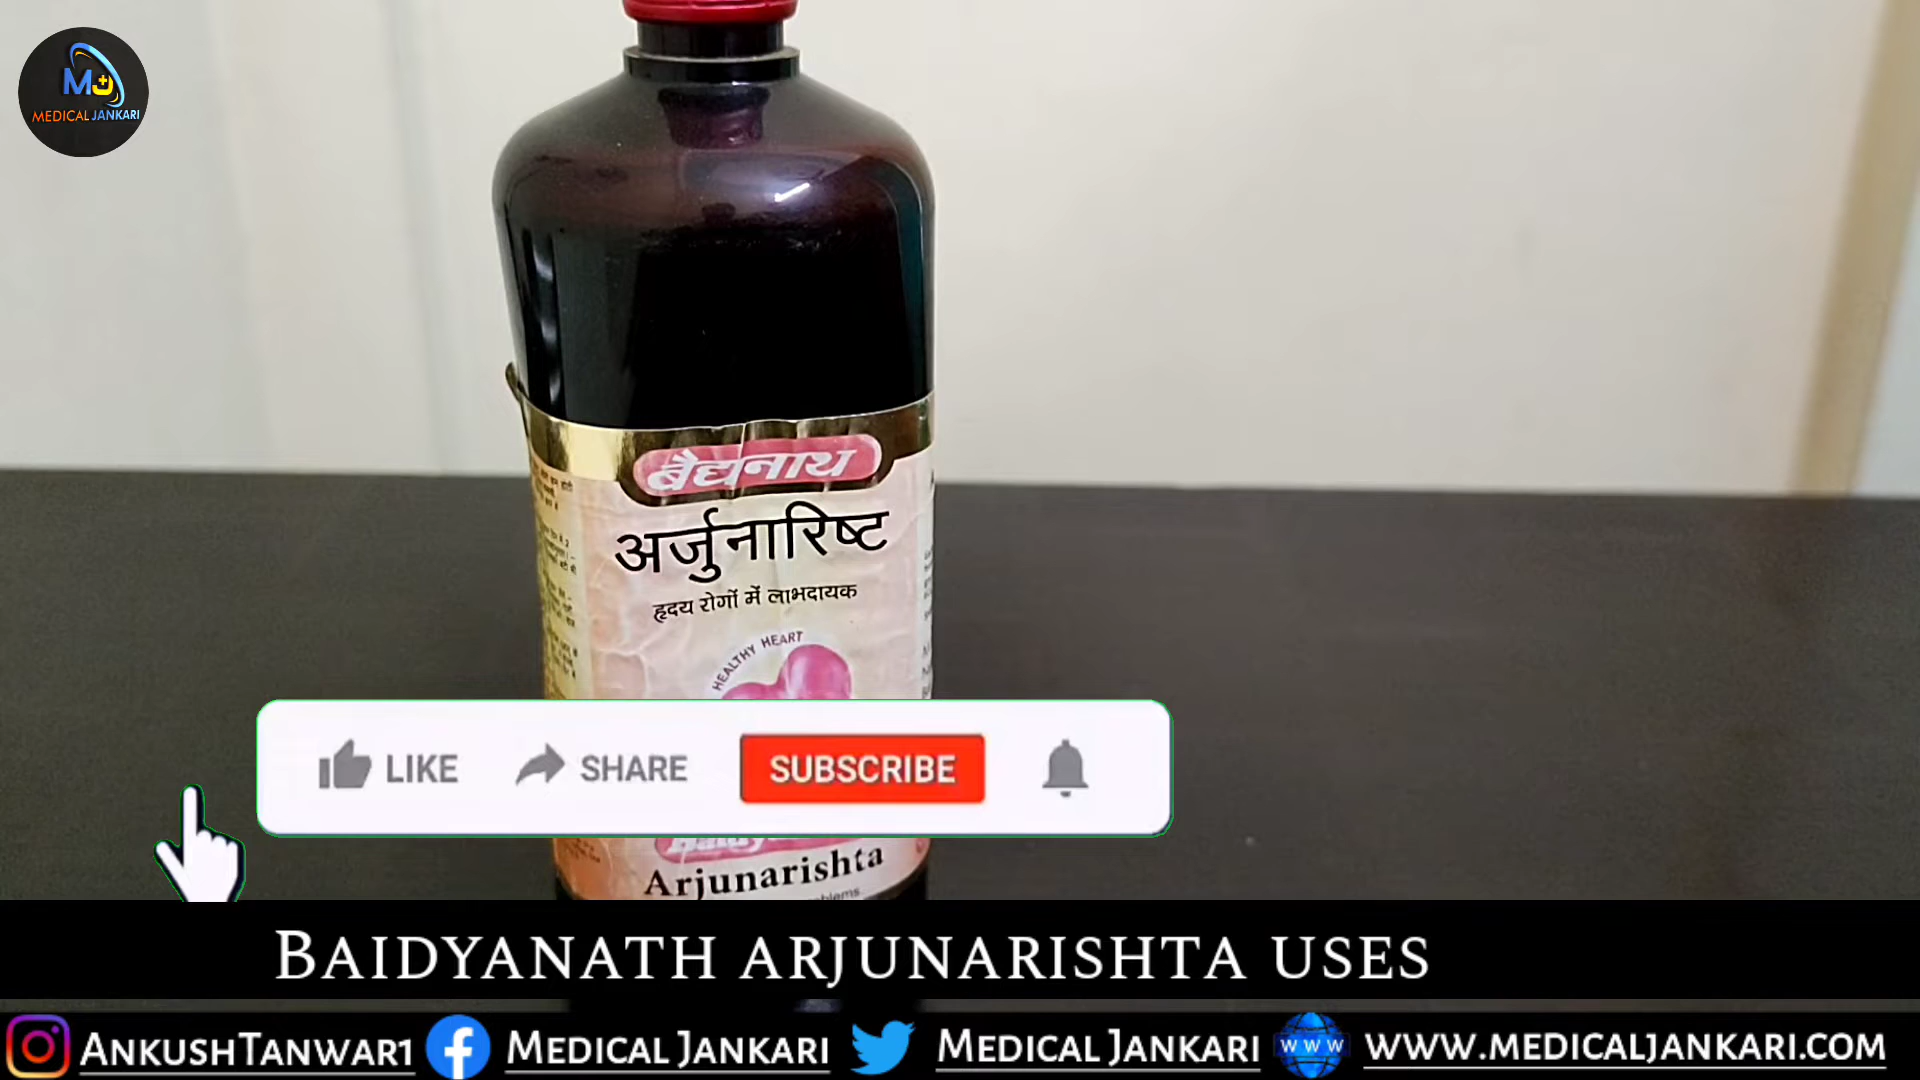 M
MEDICAL JANKARI
बैद्यनाथ
अर्जुनारिष्ट
हृदय रोगों में लाभदायक
HEALTHY HEART
LIKE SHARE SUBSCRIBE
Arjunarishta
BAIDYANATH ARJUNARISHTA USES
ANKUSHTANWAR1 MEDICAL JANKARI MEDICAL JANKARI WWW.MEDICALJANKARI.COM